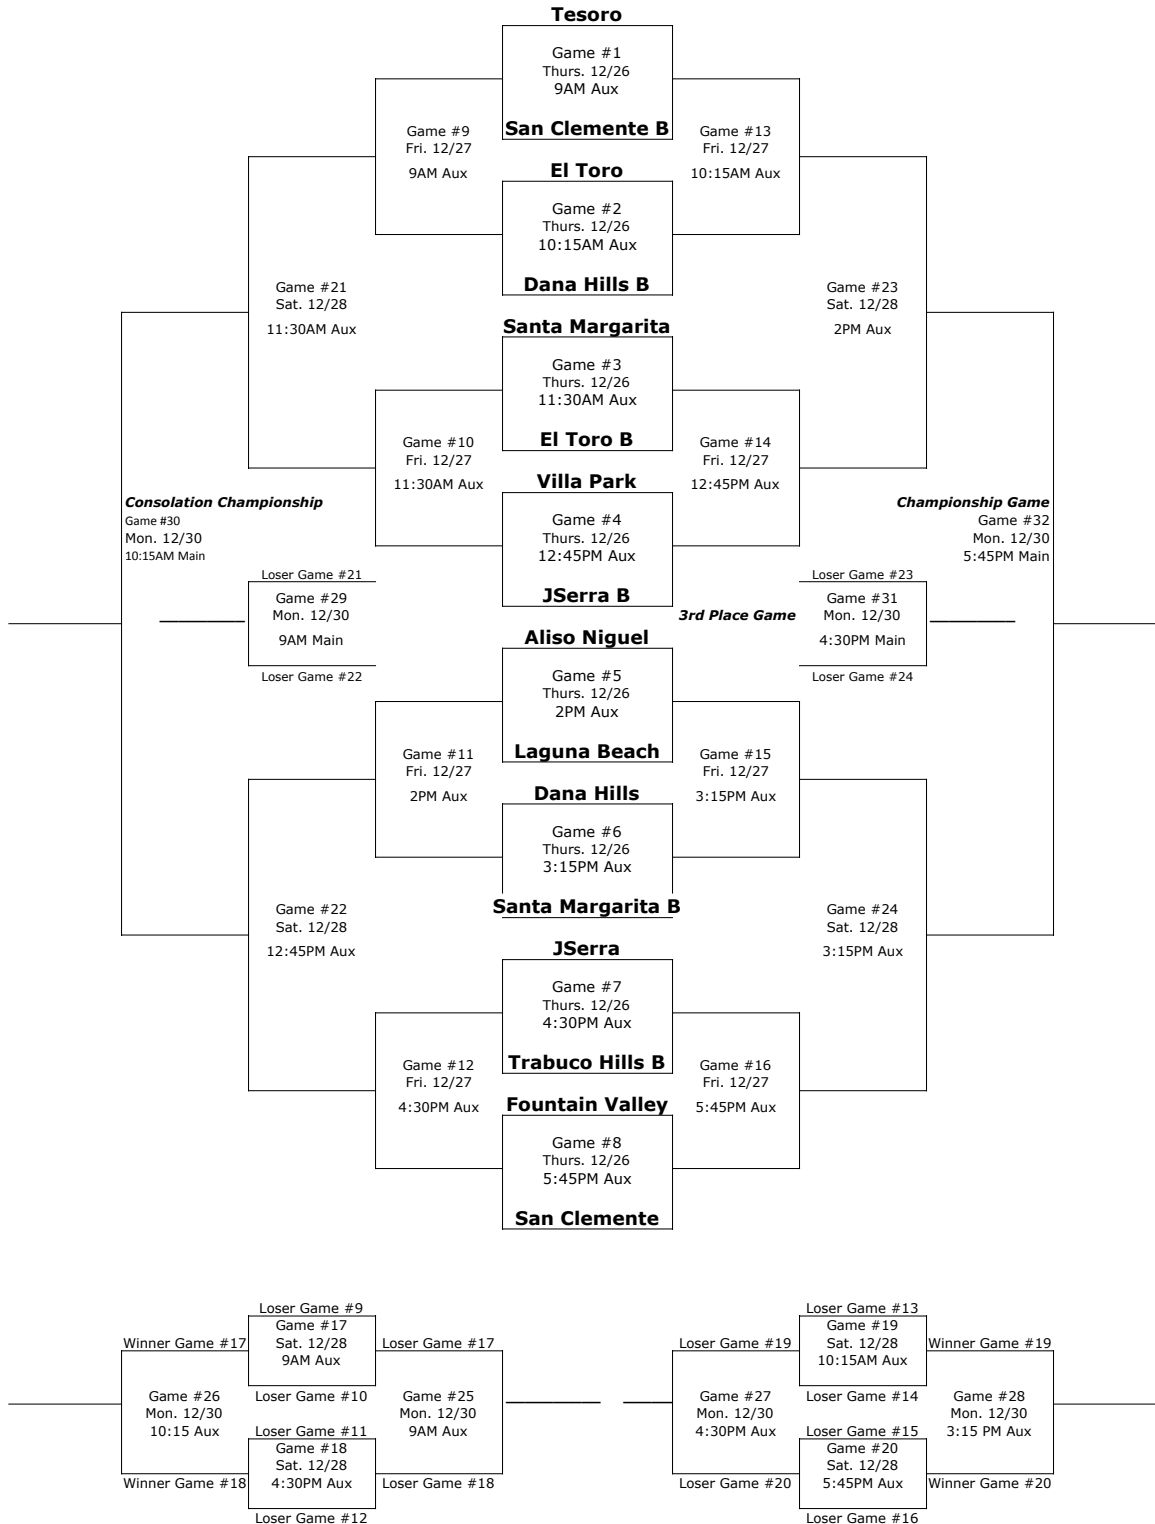 Tesoro
Game #1
Thurs. 12/26
9AM Aux
San Clemente B
Game #9
Fri. 12/27
9AM Aux
Game #13
Fri. 12/27
10:15AM Aux
El Toro
Game #2
Thurs. 12/26
10:15AM Aux
Dana Hills B
Game #21
Sat. 12/28
11:30AM Aux
Game #23
Sat. 12/28
2PM Aux
Santa Margarita
Game #3
Thurs. 12/26
11:30AM Aux
El Toro B
Game #10
Fri. 12/27
11:30AM Aux
Game #14
Fri. 12/27
12:45PM Aux
Villa Park
Game #4
Thurs. 12/26
12:45PM Aux
JSerra B
Consolation Championship
Game #30
Mon. 12/30
10:15AM Main
Championship Game
Game #32
Mon. 12/30
5:45PM Main
Loser Game #21
Game #29
Mon. 12/30
9AM Main
Loser Game #22
3rd Place Game
Loser Game #23
Game #31
Mon. 12/30
4:30PM Main
Loser Game #24
Aliso Niguel
Game #5
Thurs. 12/26
2PM Aux
Laguna Beach
Game #11
Fri. 12/27
2PM Aux
Game #15
Fri. 12/27
3:15PM Aux
Dana Hills
Game #6
Thurs. 12/26
3:15PM Aux
Santa Margarita B
Game #22
Sat. 12/28
12:45PM Aux
Game #24
Sat. 12/28
3:15PM Aux
JSerra
Game #7
Thurs. 12/26
4:30PM Aux
Trabuco Hills B
Game #12
Fri. 12/27
4:30PM Aux
Game #16
Fri. 12/27
5:45PM Aux
Fountain Valley
Game #8
Thurs. 12/26
5:45PM Aux
San Clemente
Loser Game #9
Game #17
Sat. 12/28
9AM Aux
Loser Game #10
Winner Game #17
Loser Game #17
Game #26
Mon. 12/30
10:15 Aux
Game #25
Mon. 12/30
9AM Aux
Loser Game #11
Game #18
Sat. 12/28
4:30PM Aux
Loser Game #12
Winner Game #18
Loser Game #18
Loser Game #13
Game #19
Sat. 12/28
10:15AM Aux
Loser Game #14
Loser Game #19
Winner Game #19
Game #27
Mon. 12/30
4:30PM Aux
Game #28
Mon. 12/30
3:15 PM Aux
Loser Game #15
Game #20
Sat. 12/28
5:45PM Aux
Loser Game #16
Loser Game #20
Winner Game #20